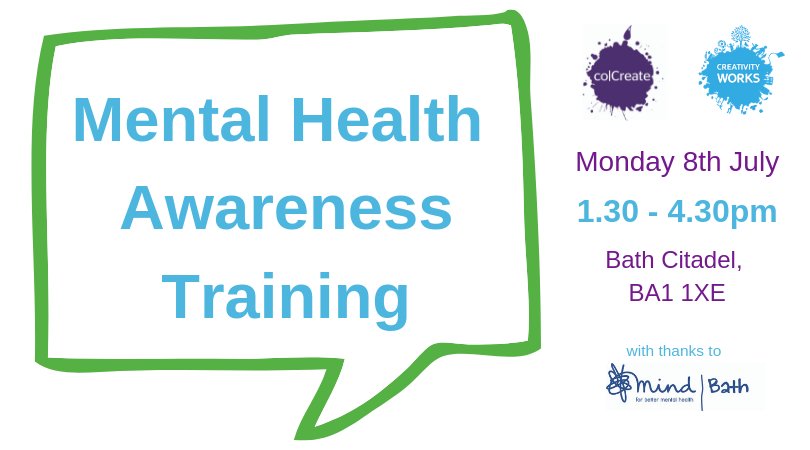 Mental Health
Awareness
Training
colCreate
CREATIVITY
WORKS
Monday 8th July
1.30 - 4.30pm
Bath Citadel,
BA1 1XE
with thanks to
mind Bath
for better mental health